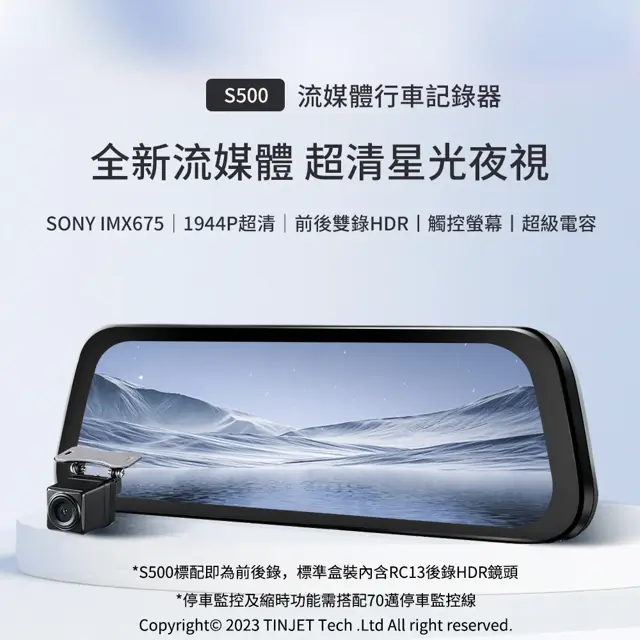 S500 流媒體行車記錄器
全新流媒體 超清星光夜視
SONY IMX675｜1944P超清｜前後雙錄HDR｜觸控螢幕｜超級電容
*S500標配即為前後錄，標準盒裝內含RC13後錄HDR鏡頭
*停車監控及縮時功能需搭配70邁停車監控線
Copyright© 2023 TINJET Tech .Ltd All right reserved.